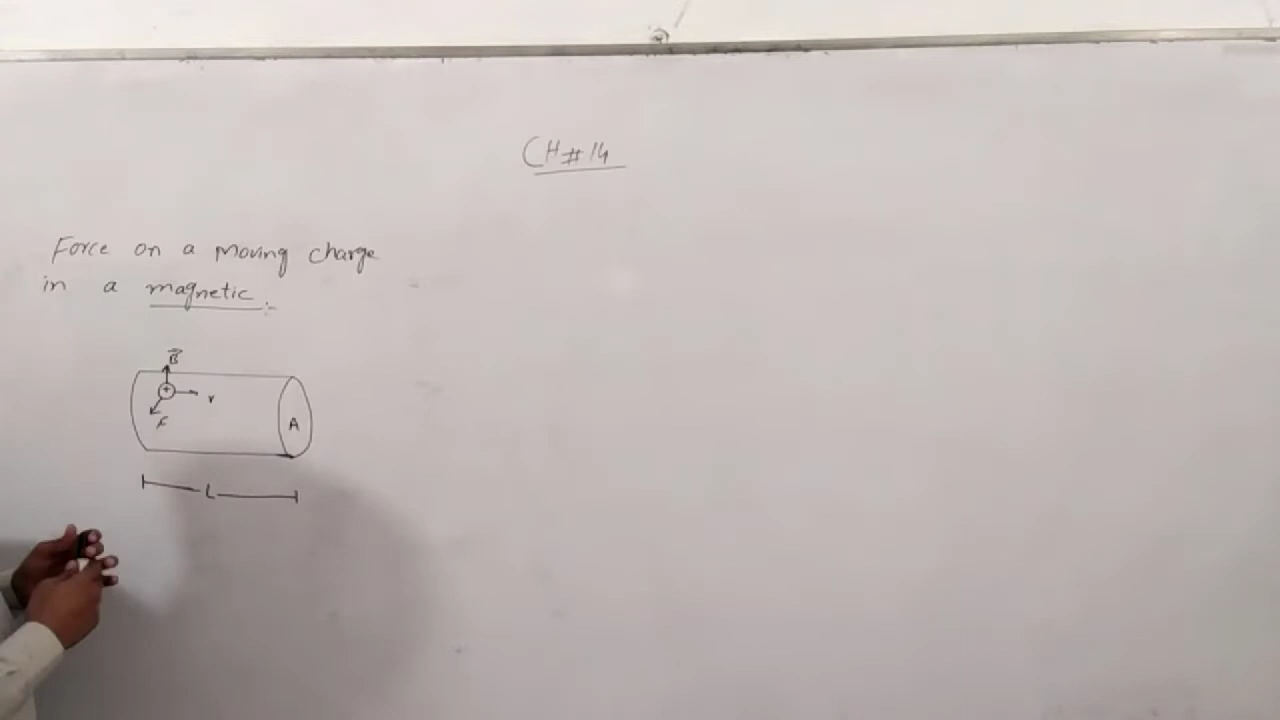 CH#14
Force on a moving charge
in a magnetic :-
B
+
v
F
A
L